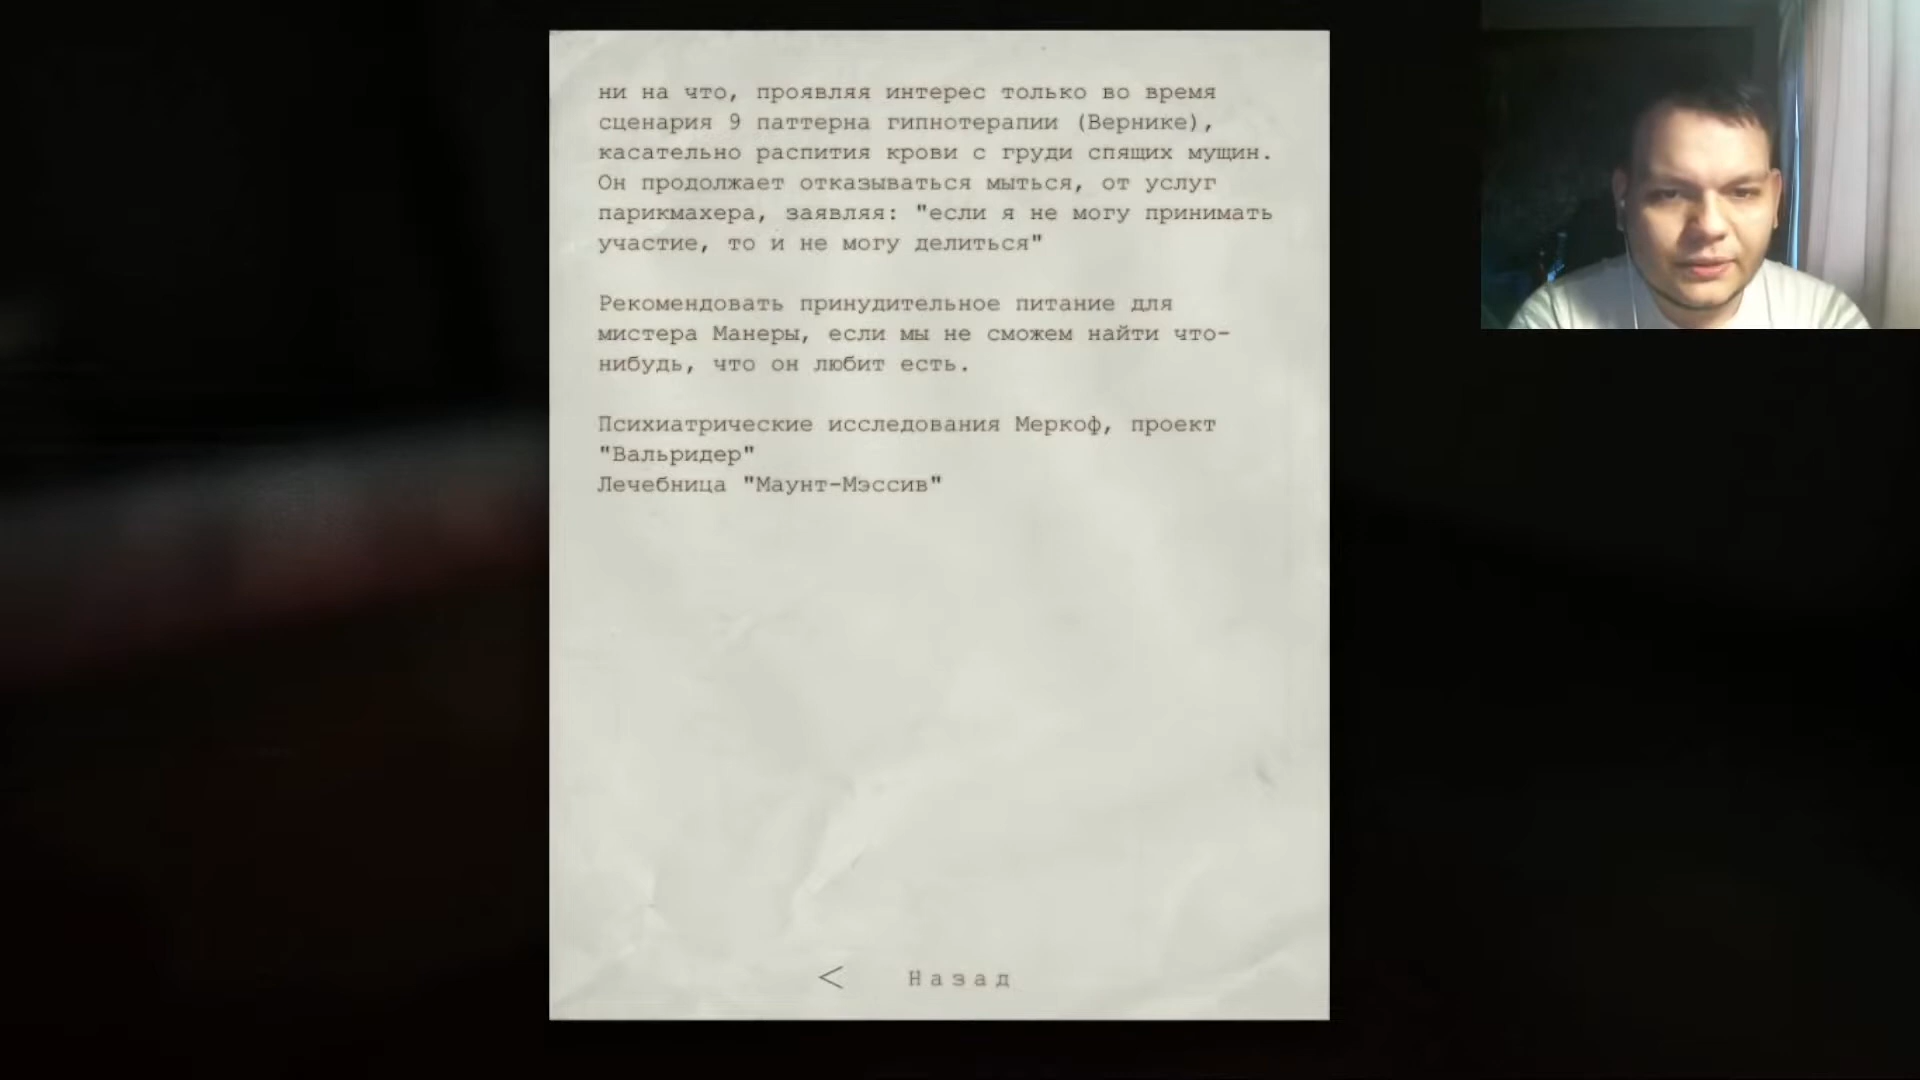 ни на что, проявляя интерес только во время
сценария 9 паттерна гипнотерапии (Вернике),
касательно распития крови с груди спящих мущин.
Он продолжает отказываться мыться, от услуг
парикмахера, заявляя: "если я не могу принимать
участие, то и не могу делиться"
Рекомендовать принудительное питание для
мистера Манеры, если мы не сможем найти что-
нибудь, что он любит есть.
Психиатрические исследования Меркоф, проект
"Вальридер"
Лечебница "Маунт-Мэссив"
< Назад